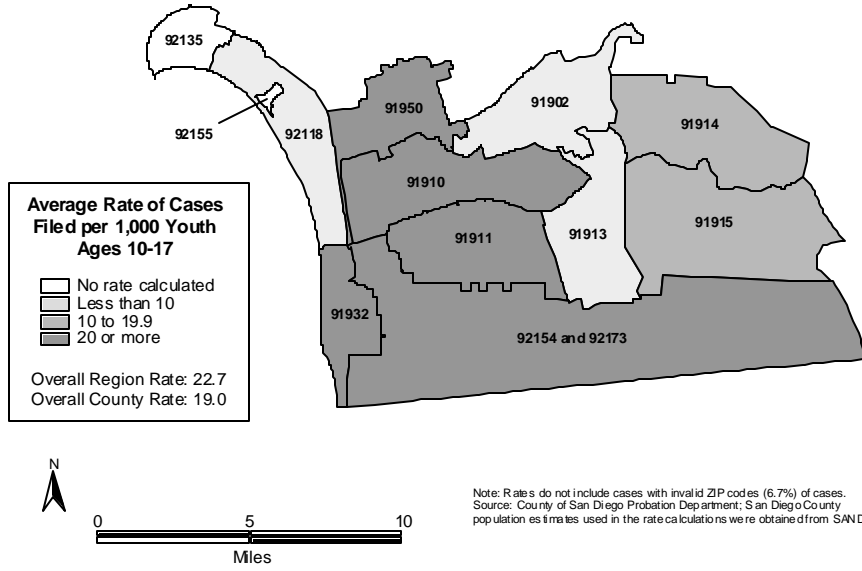 92135
91950
91902
92155
92118
91914
91910
91915
91911
91913
91932
92154 and 92173
Average Rate of Cases
Filed per 1,000 Youth
Ages 10-17
No rate calculated
Less than 10
10 to 19.9
20 or more
Overall Region Rate: 22.7
Overall County Rate: 19.0
N
0 5 10
Miles
Note: Rates do not include cases with invalid ZIP codes (6.7%) of cases.
Source: County of San Diego Probation Department; San Diego County
population estimates used in the rate calculations were obtained from SAND